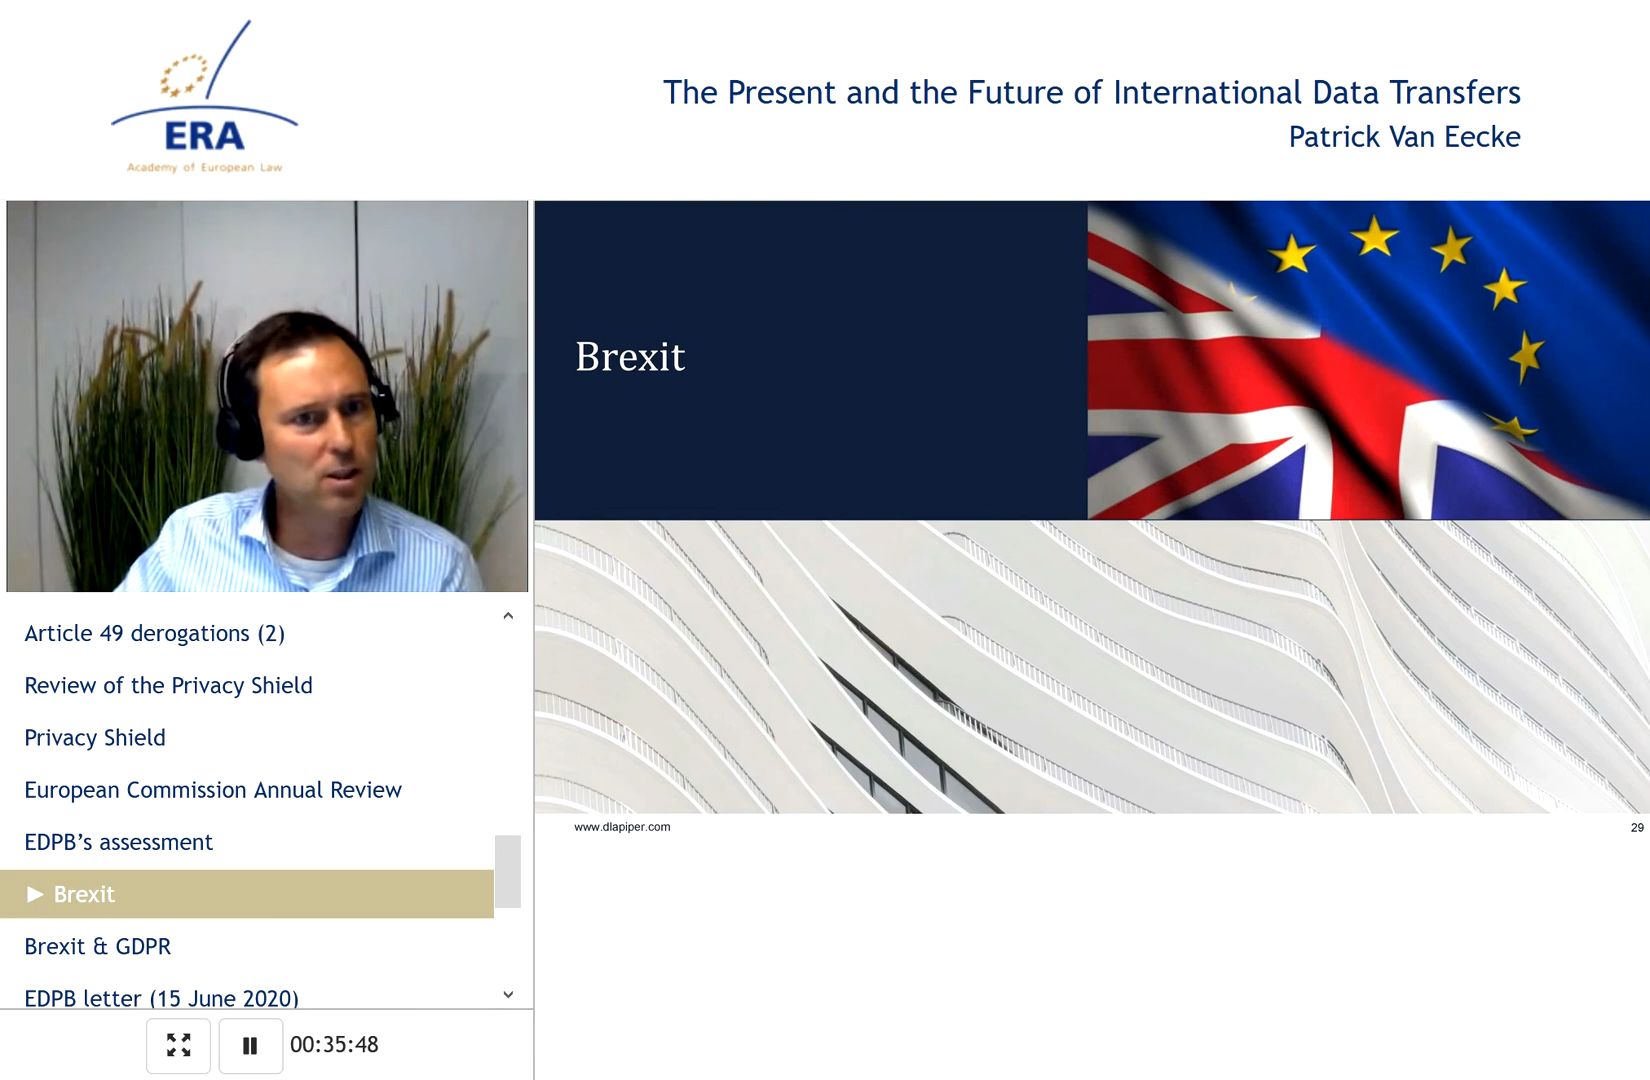 ERA
Academy of European Law
The Present and the Future of International Data Transfers
Patrick Van Eecke
Brexit
www.dlapiper.com
29
Article 49 derogations (2)
Review of the Privacy Shield
Privacy Shield
European Commission Annual Review
EDPB’s assessment
► Brexit
Brexit & GDPR
EDPB letter (15 June 2020)
00:35:48